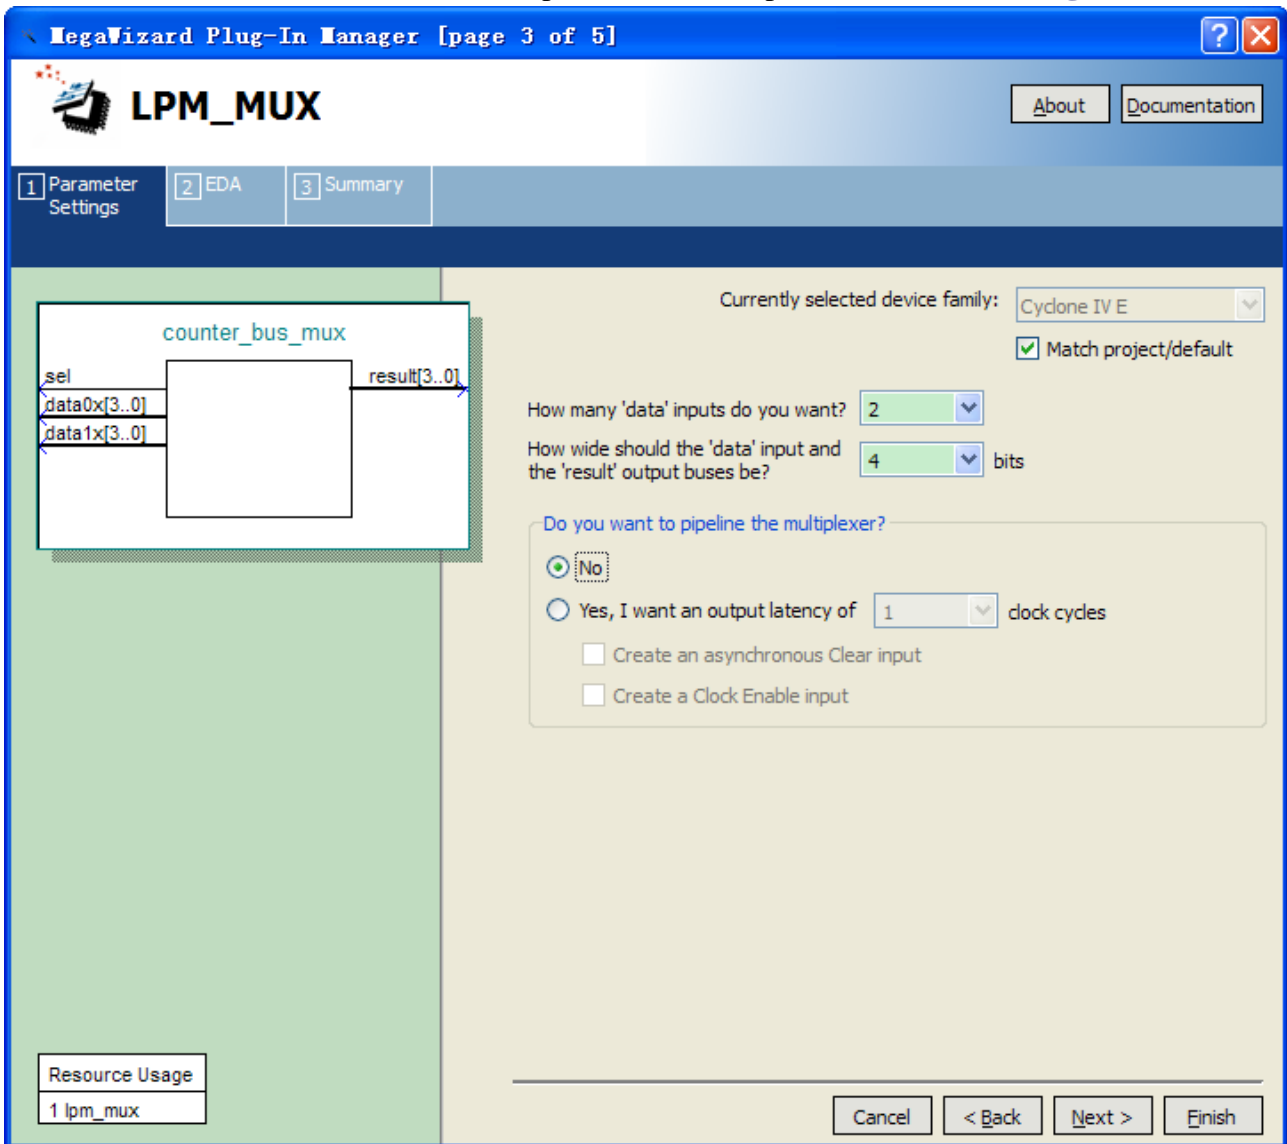 MegaWizard Plug-In Manager [page 3 of 5]
LPM_MUX
About
Documentation
1 Parameter Settings
2 EDA
3 Summary
Currently selected device family:
Cyclone IV E
Match project/default
counter_bus_mux
sel
result[3..0]
data0x[3..0]
data1x[3..0]
How many 'data' inputs do you want?
2
How wide should the 'data' input and
the 'result' output buses be?
4
bits
Do you want to pipeline the multiplexer?
No
Yes, I want an output latency of
1
clock cycles
Create an asynchronous Clear input
Create a Clock Enable input
Resource Usage
1 lpm_mux
Cancel
< Back
Next >
Finish